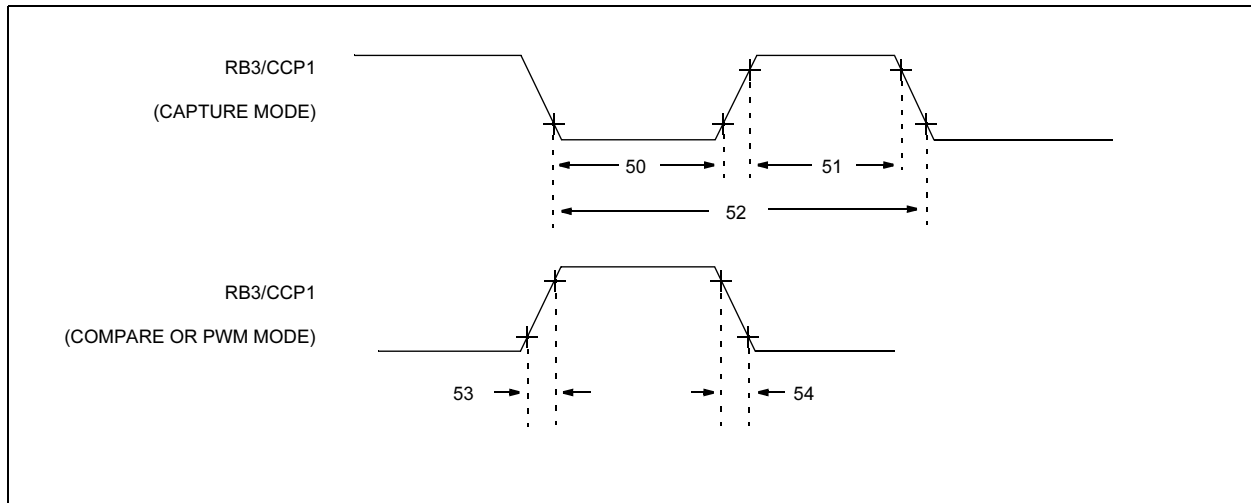 RB3/CCP1
(CAPTURE MODE)
50
51
52
RB3/CCP1
(COMPARE OR PWM MODE)
53
54